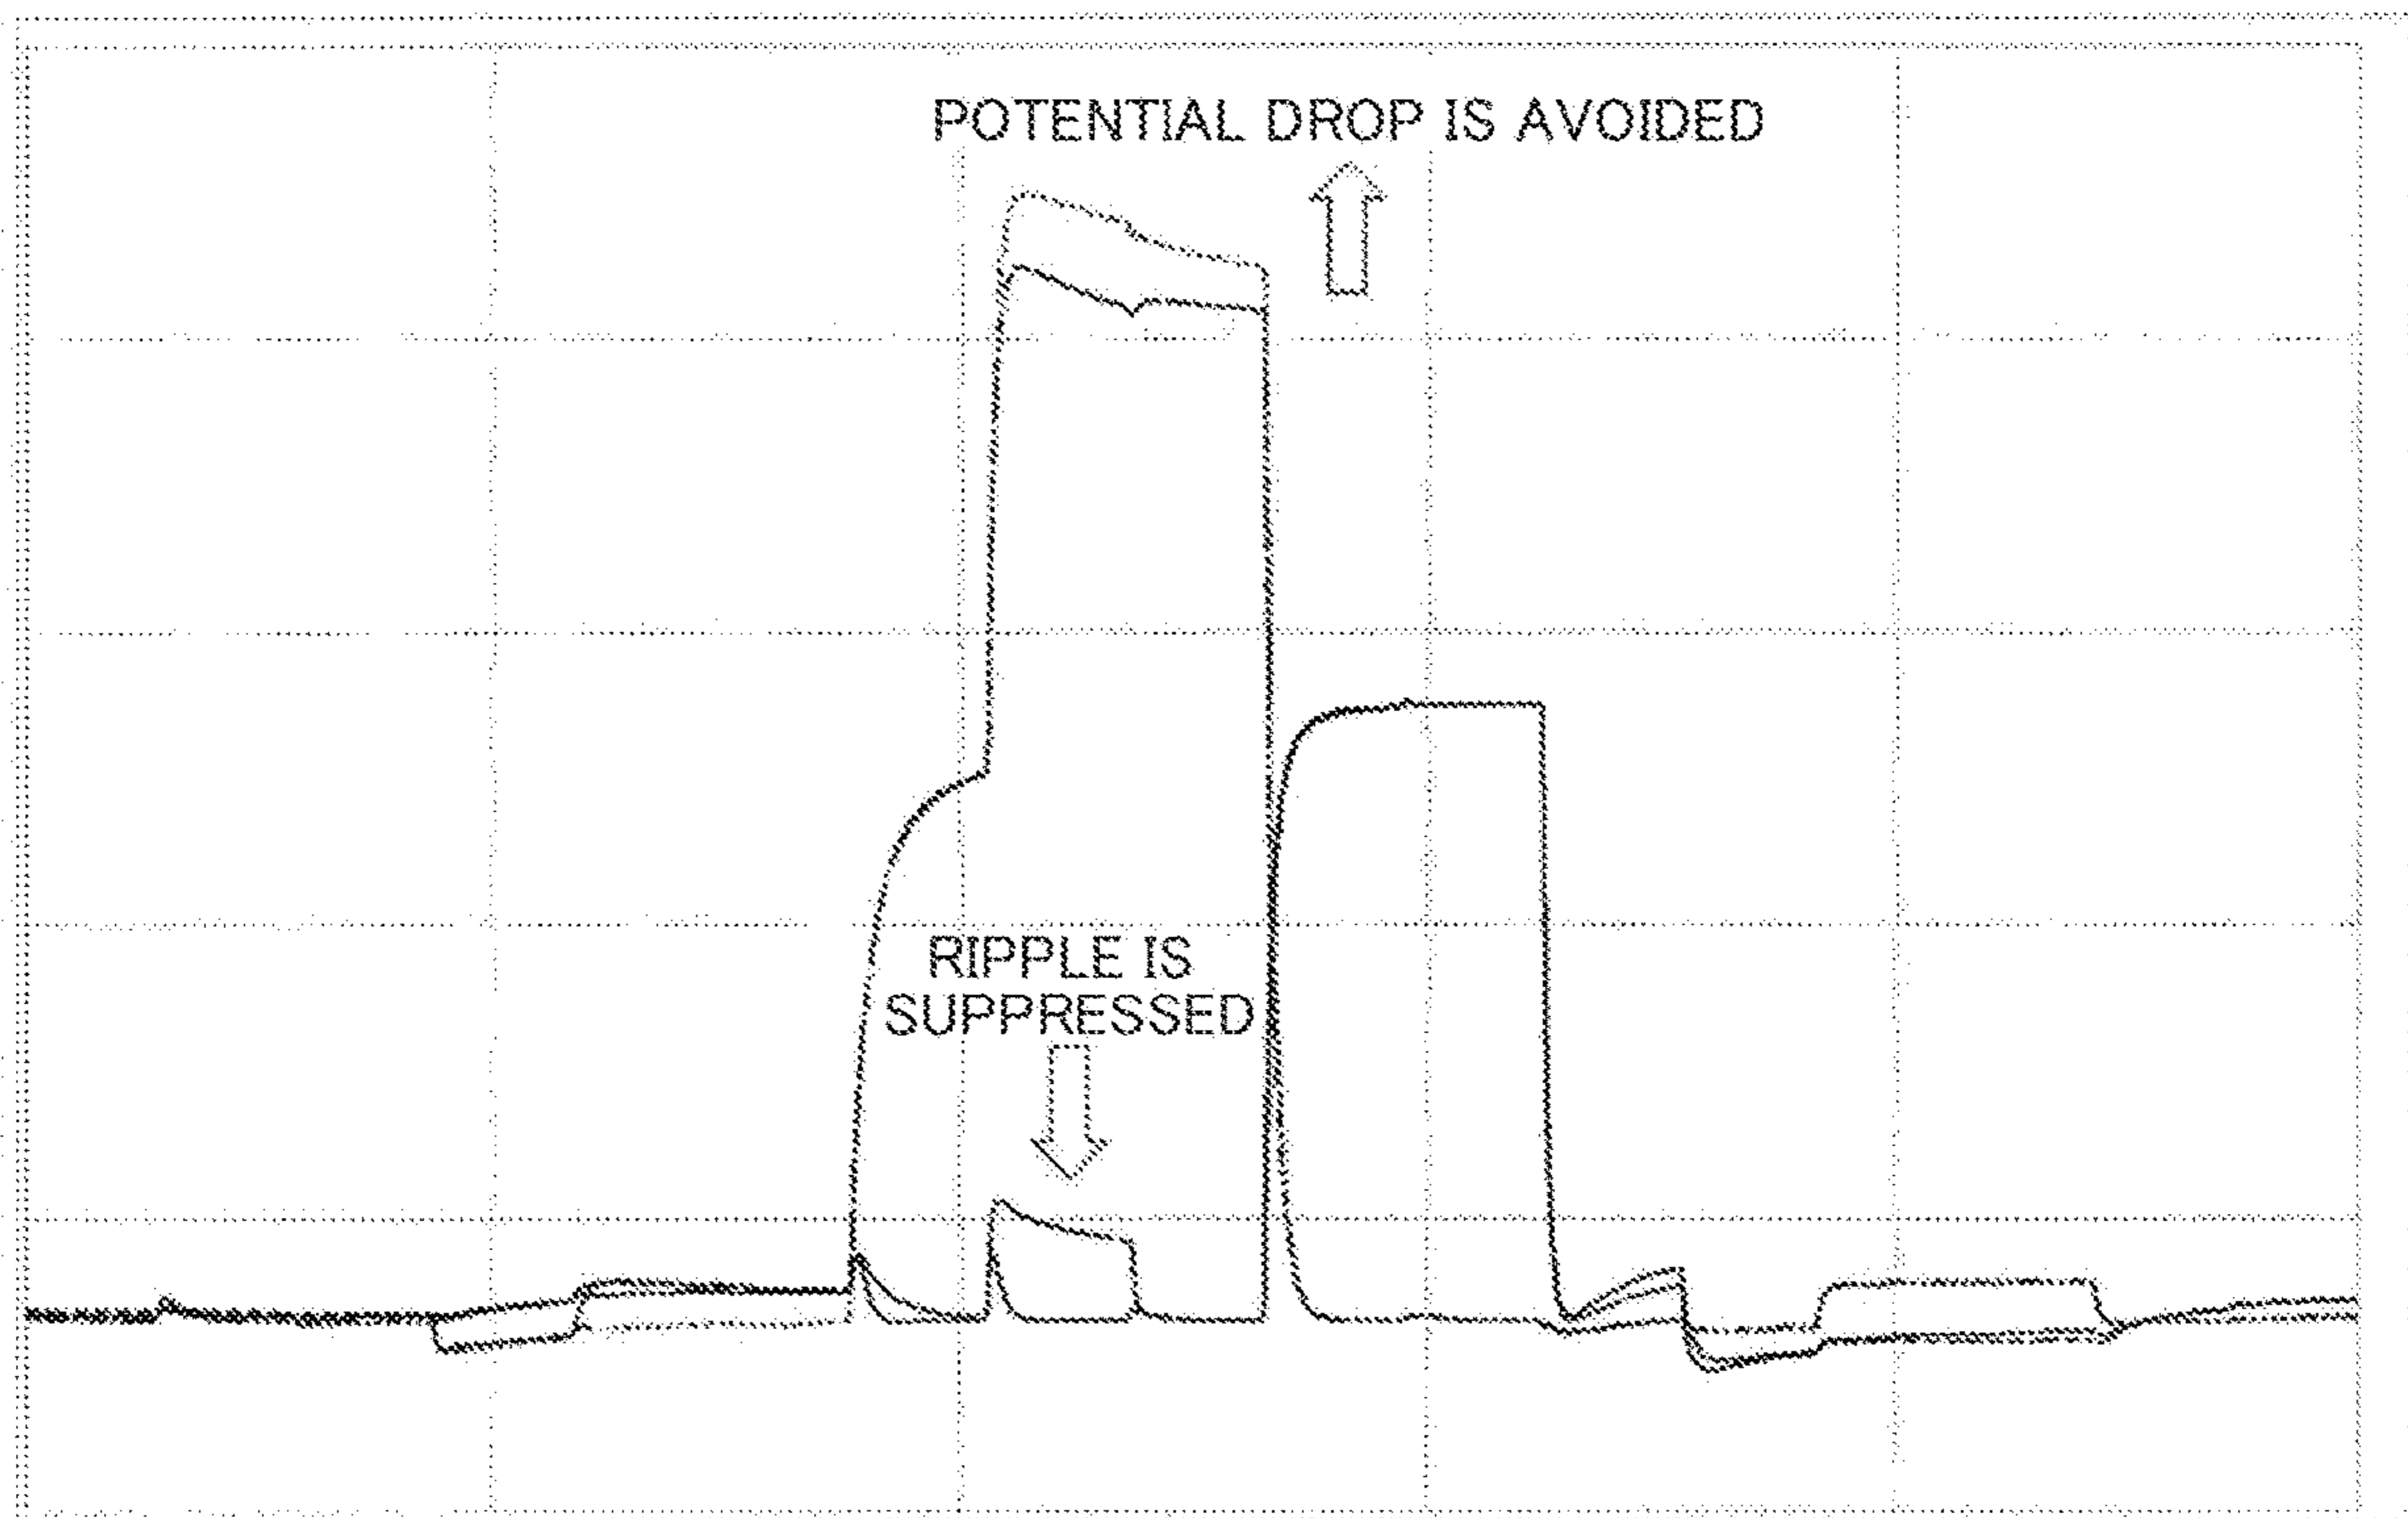 POTENTIAL DROP IS AVOIDED
RIPPLE IS
SUPPRESSED